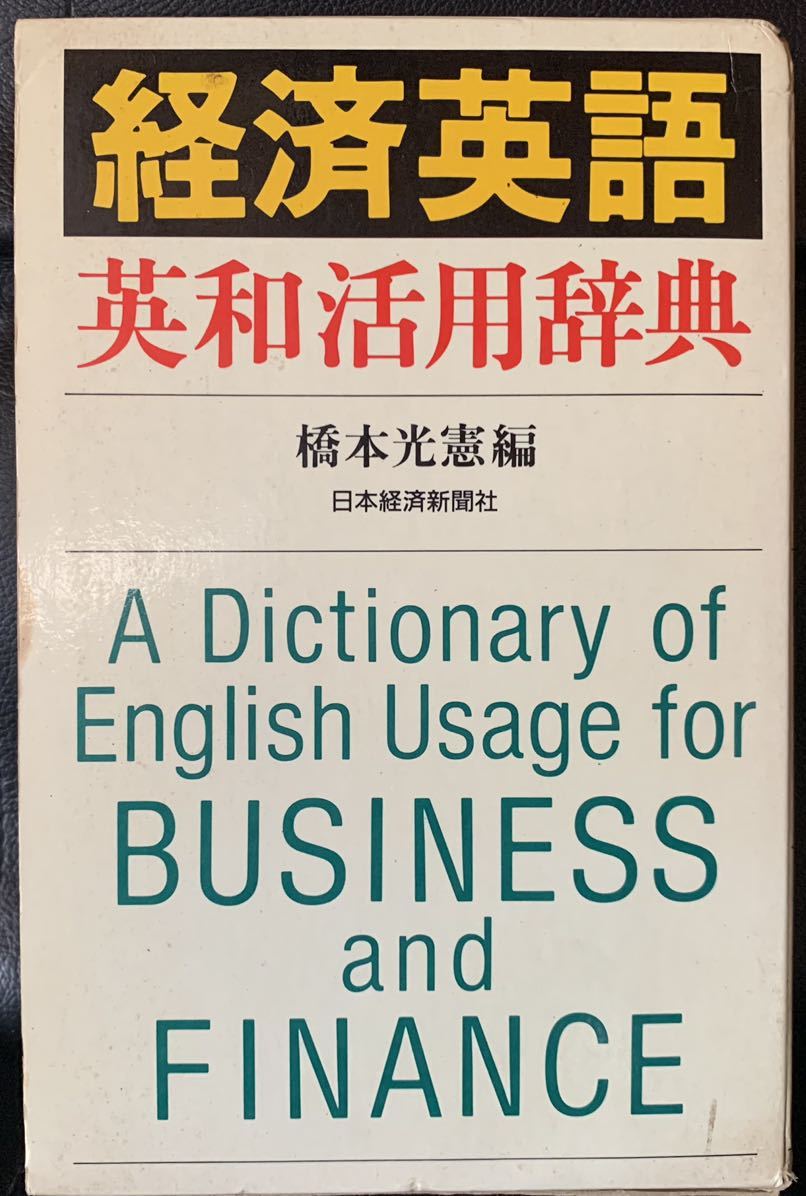 経済英語
英和活用辞典
橋本光憲編
日本経済新聞社
A Dictionary of
English Usage for
BUSINESS
and
FINANCE